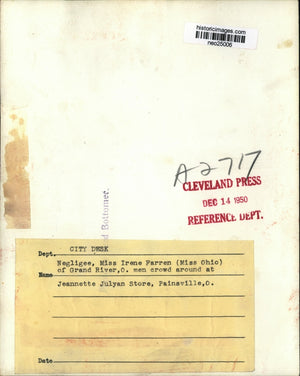 historicimages.com
neo25006
A2717
CLEVELAND PRESS
DEC 14 1950
REFERENCE DEPT.
Bottomer.
CITY DESK
Dept.
Negligee, Miss Irene Farren (Miss Ohio)
of Grand River,O. men crowd around at
Name
Jeannette Julyan Store, Painsville,O.
Date